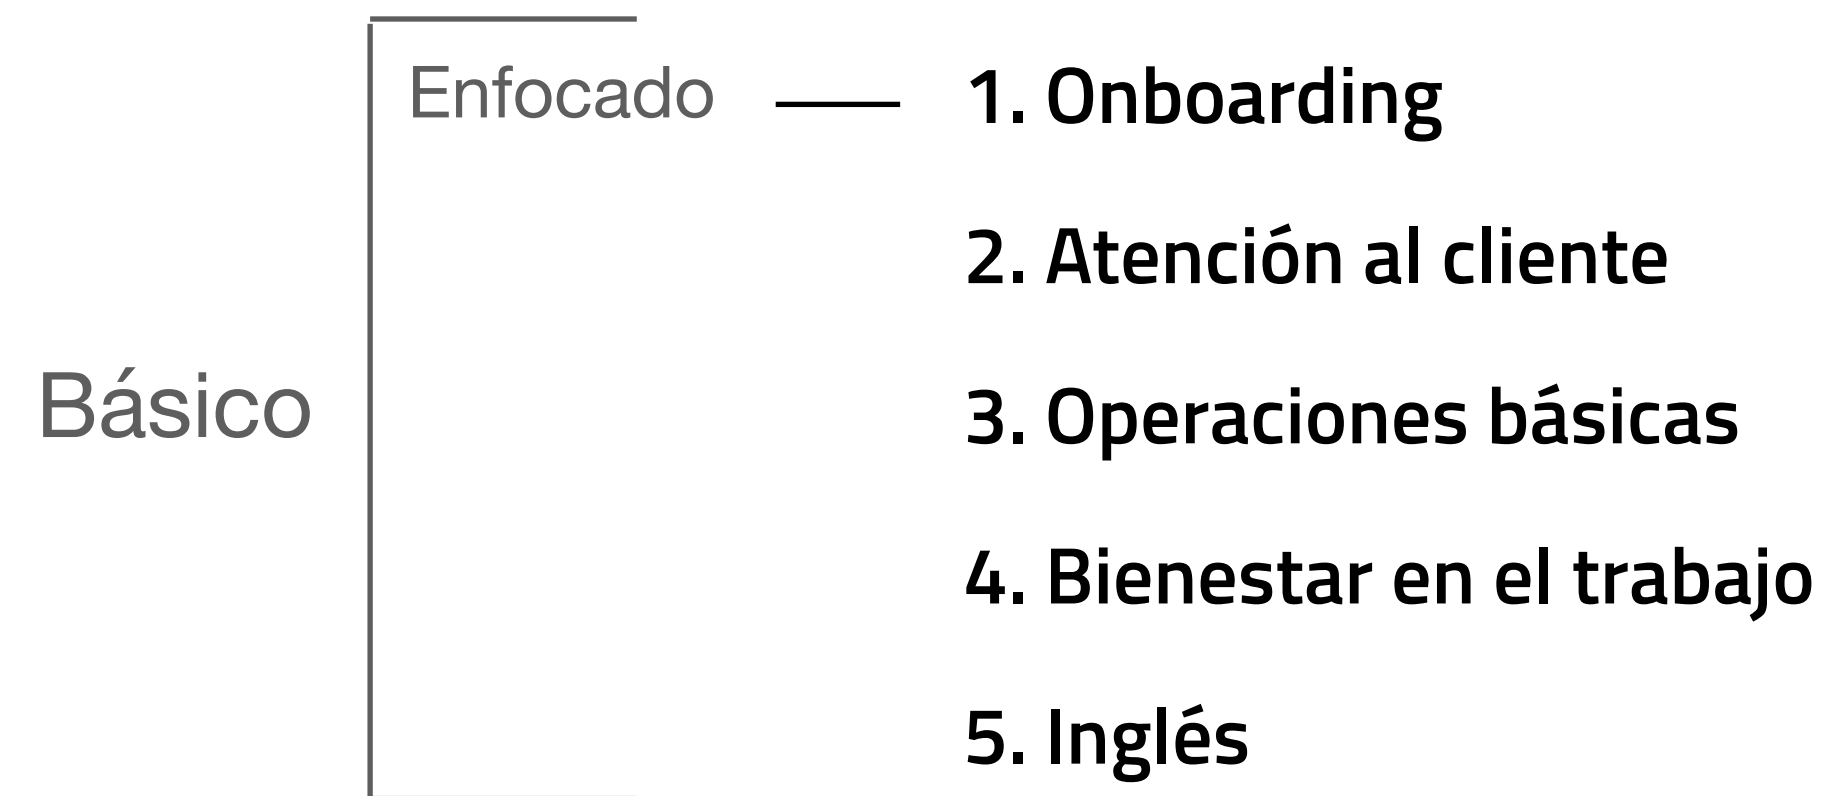 Enfocado
1. Onboarding
2. Atención al cliente
Básico
3. Operaciones básicas
4. Bienestar en el trabajo
5. Inglés